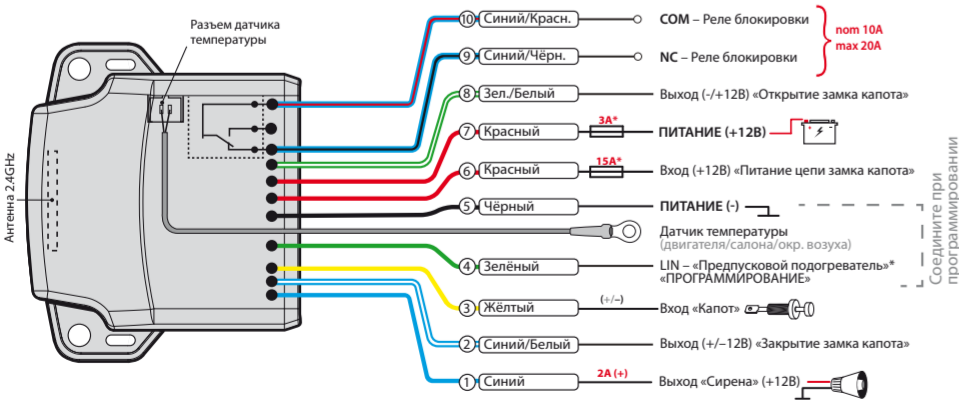 Разъем датчика
температуры
Антенна 2.4GHz
10 Синий/Красн. COM – Реле блокировки
nom 10A
max 20A
9 Синий/Чёрн. NC – Реле блокировки
8 Зел./Белый Выход (-/+12В) «Открытие замка капота»
7 Красный 3А* ПИТАНИЕ (+12В)
6 Красный 15А* Вход (+12В) «Питание цепи замка капота»
5 Чёрный ПИТАНИЕ (-)
Датчик температуры
(двигателя/салона/окр. возуха)
4 Зелёный LIN – «Предпусковой подогреватель»*
«ПРОГРАММИРОВАНИЕ»
3 Жёлтый (+/–) Вход «Капот»
2 Синий/Белый Выход (+/–12В) «Закрытие замка капота»
1 Синий 2А (+) Выход «Сирена» (+12В)
Соедините при
программировании